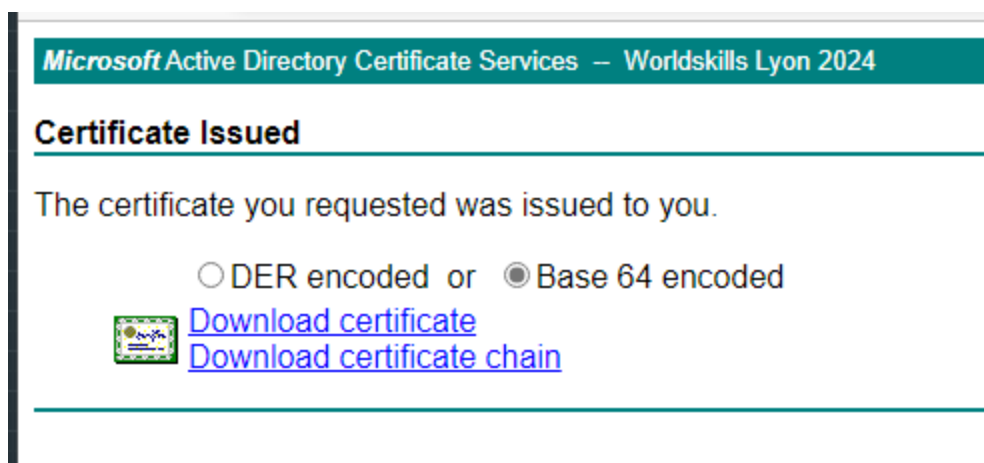 Microsoft Active Directory Certificate Services -- Worldskills Lyon 2024
Certificate Issued
The certificate you requested was issued to you.
DER encoded or Base 64 encoded
Download certificate
Download certificate chain